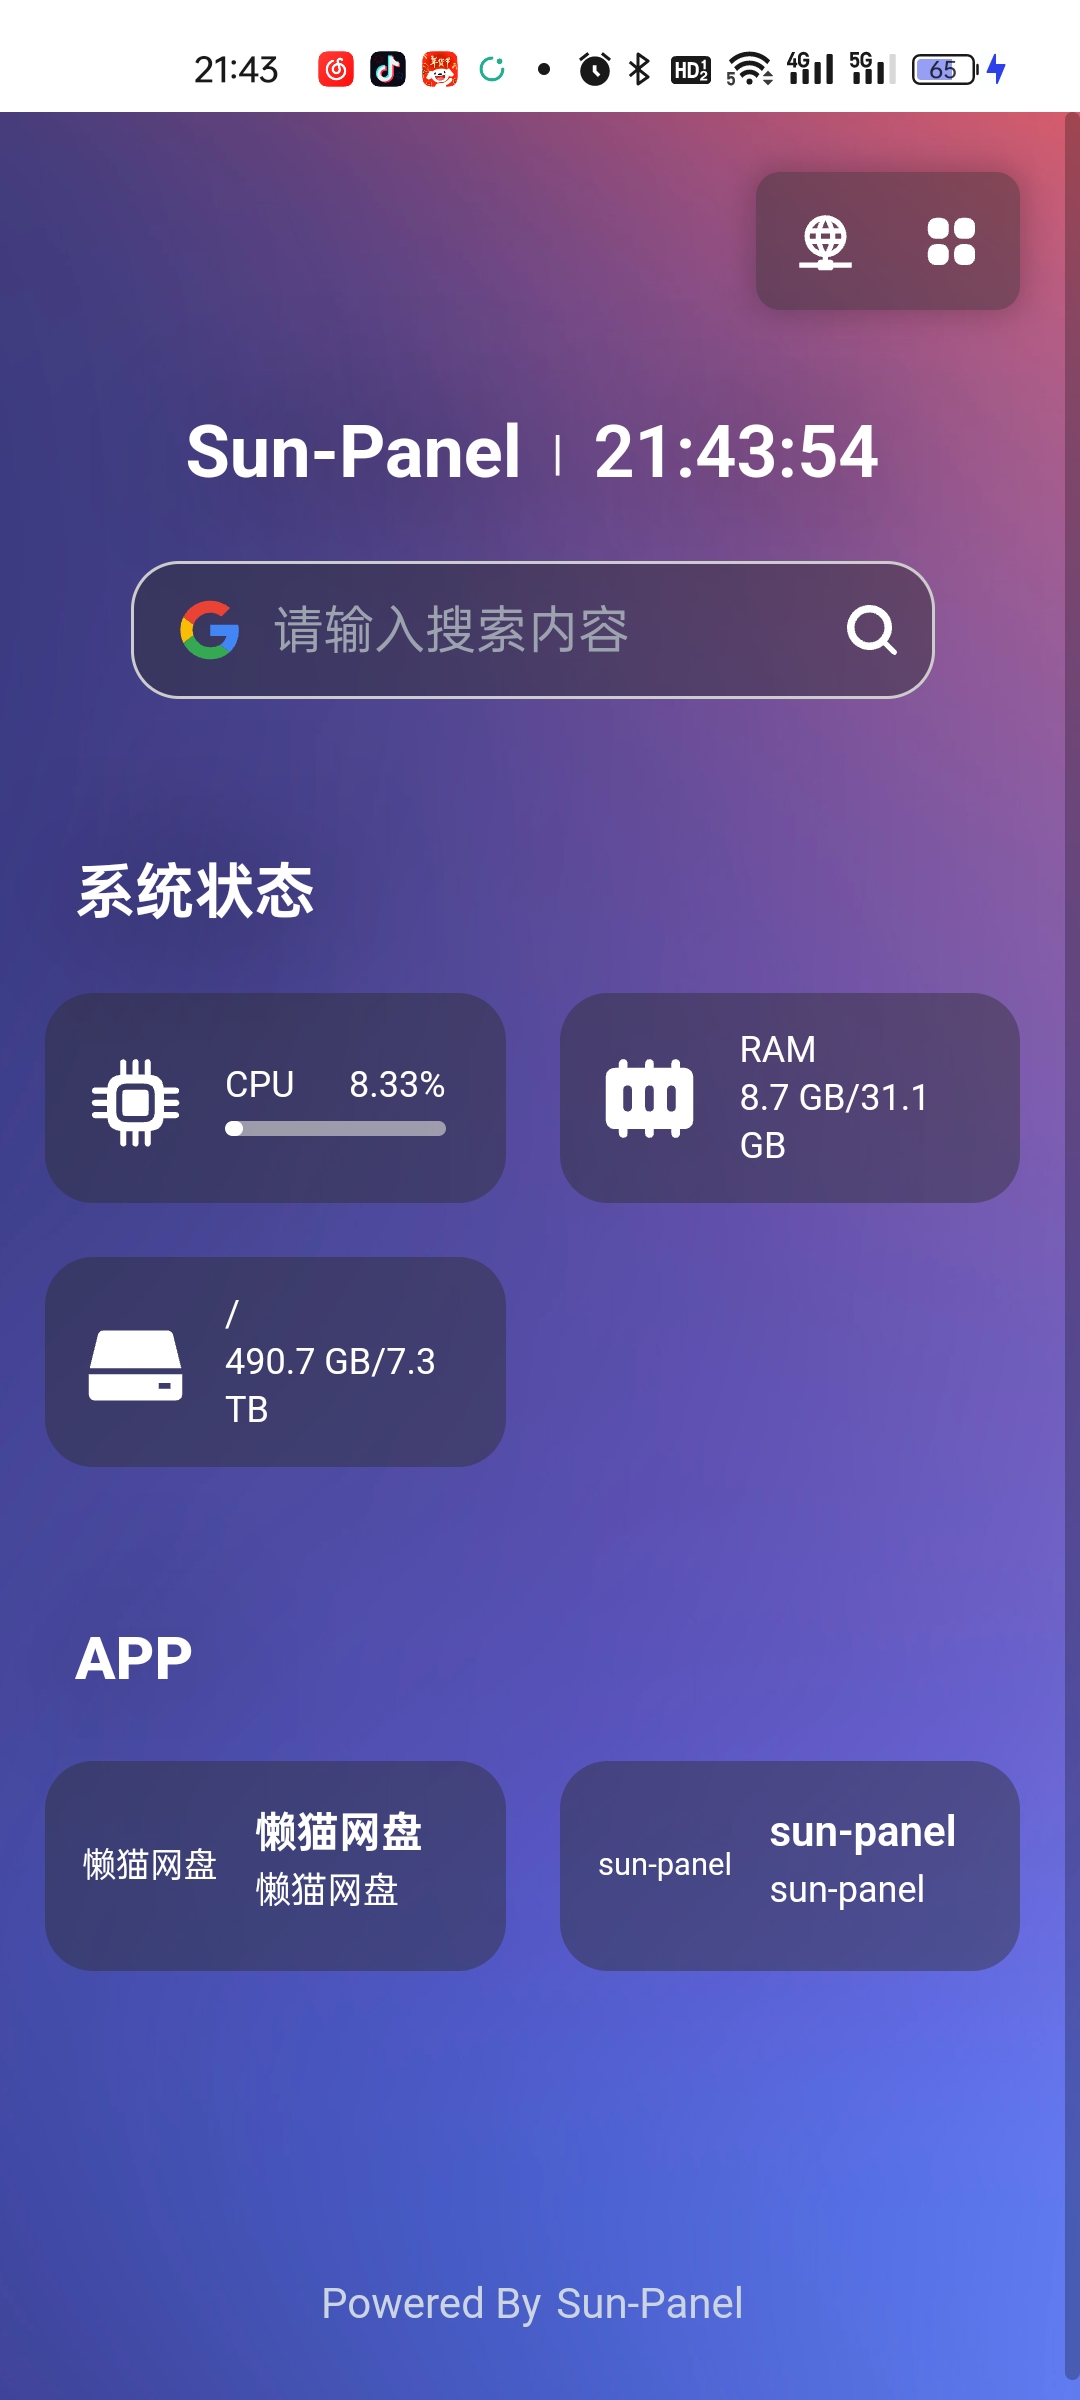 21:43
HD 1 2
5
4G
5G
65
Sun-Panel | 21:43:54
请输入搜索内容
系统状态
CPU 8.33%
RAM
8.7 GB/31.1
GB
/
490.7 GB/7.3
TB
APP
懒猫网盘
懒猫网盘
懒猫网盘
sun-panel
sun-panel
sun-panel
Powered By Sun-Panel